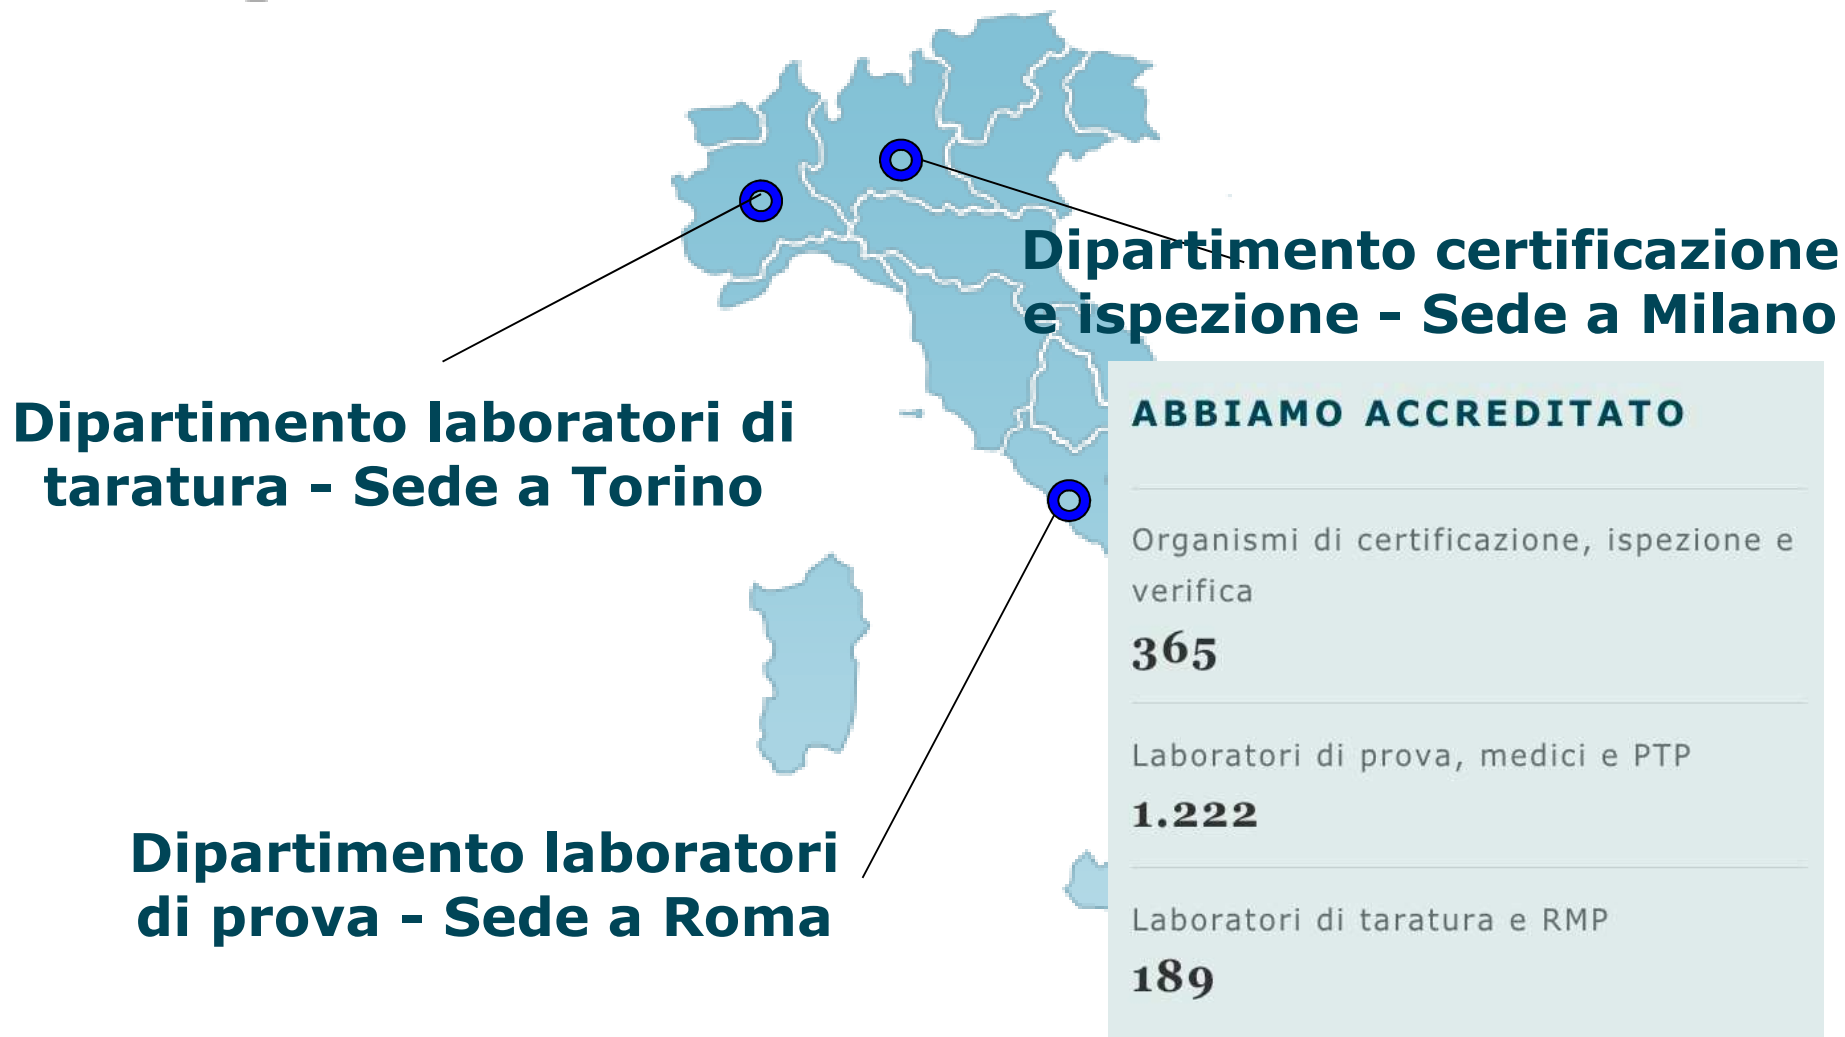 Dipartimento certificazione
e ispezione - Sede a Milano
Dipartimento laboratori di
taratura - Sede a Torino
Dipartimento laboratori
di prova - Sede a Roma
ABBIAMO ACCREDITATO
Organismi di certificazione, ispezione e
verifica
365
Laboratori di prova, medici e PTP
1.222
Laboratori di taratura e RMP
189